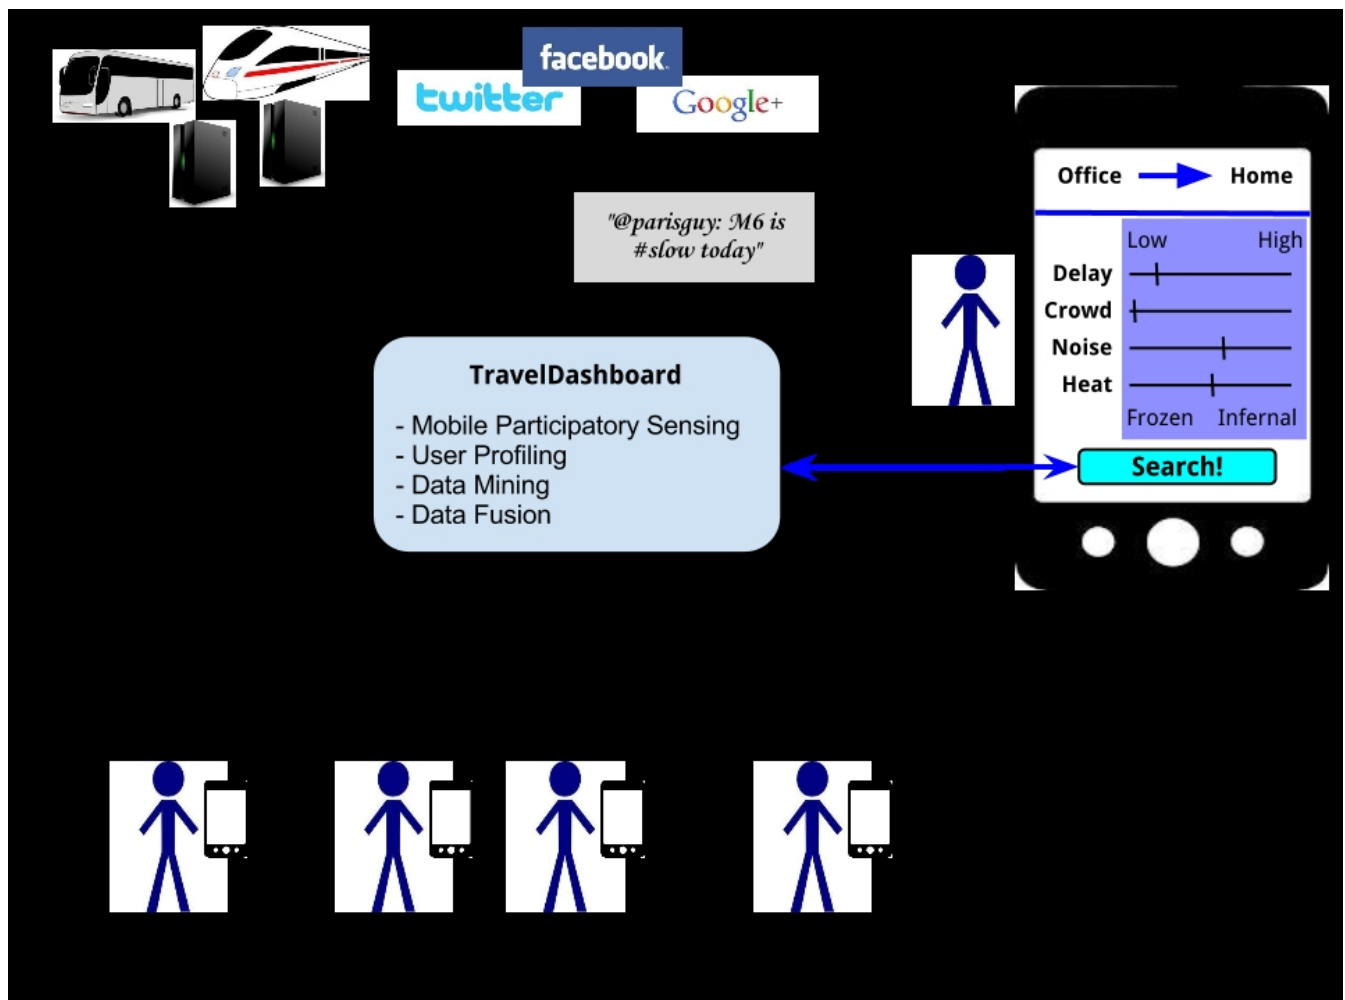 facebook
twitter
Google+
"@parisguy: M6 is
#slow today"
TravelDashboard
- Mobile Participatory Sensing
- User Profiling
- Data Mining
- Data Fusion
Office Home
Low High
Delay
Crowd
Noise
Heat
Frozen Infernal
Search!